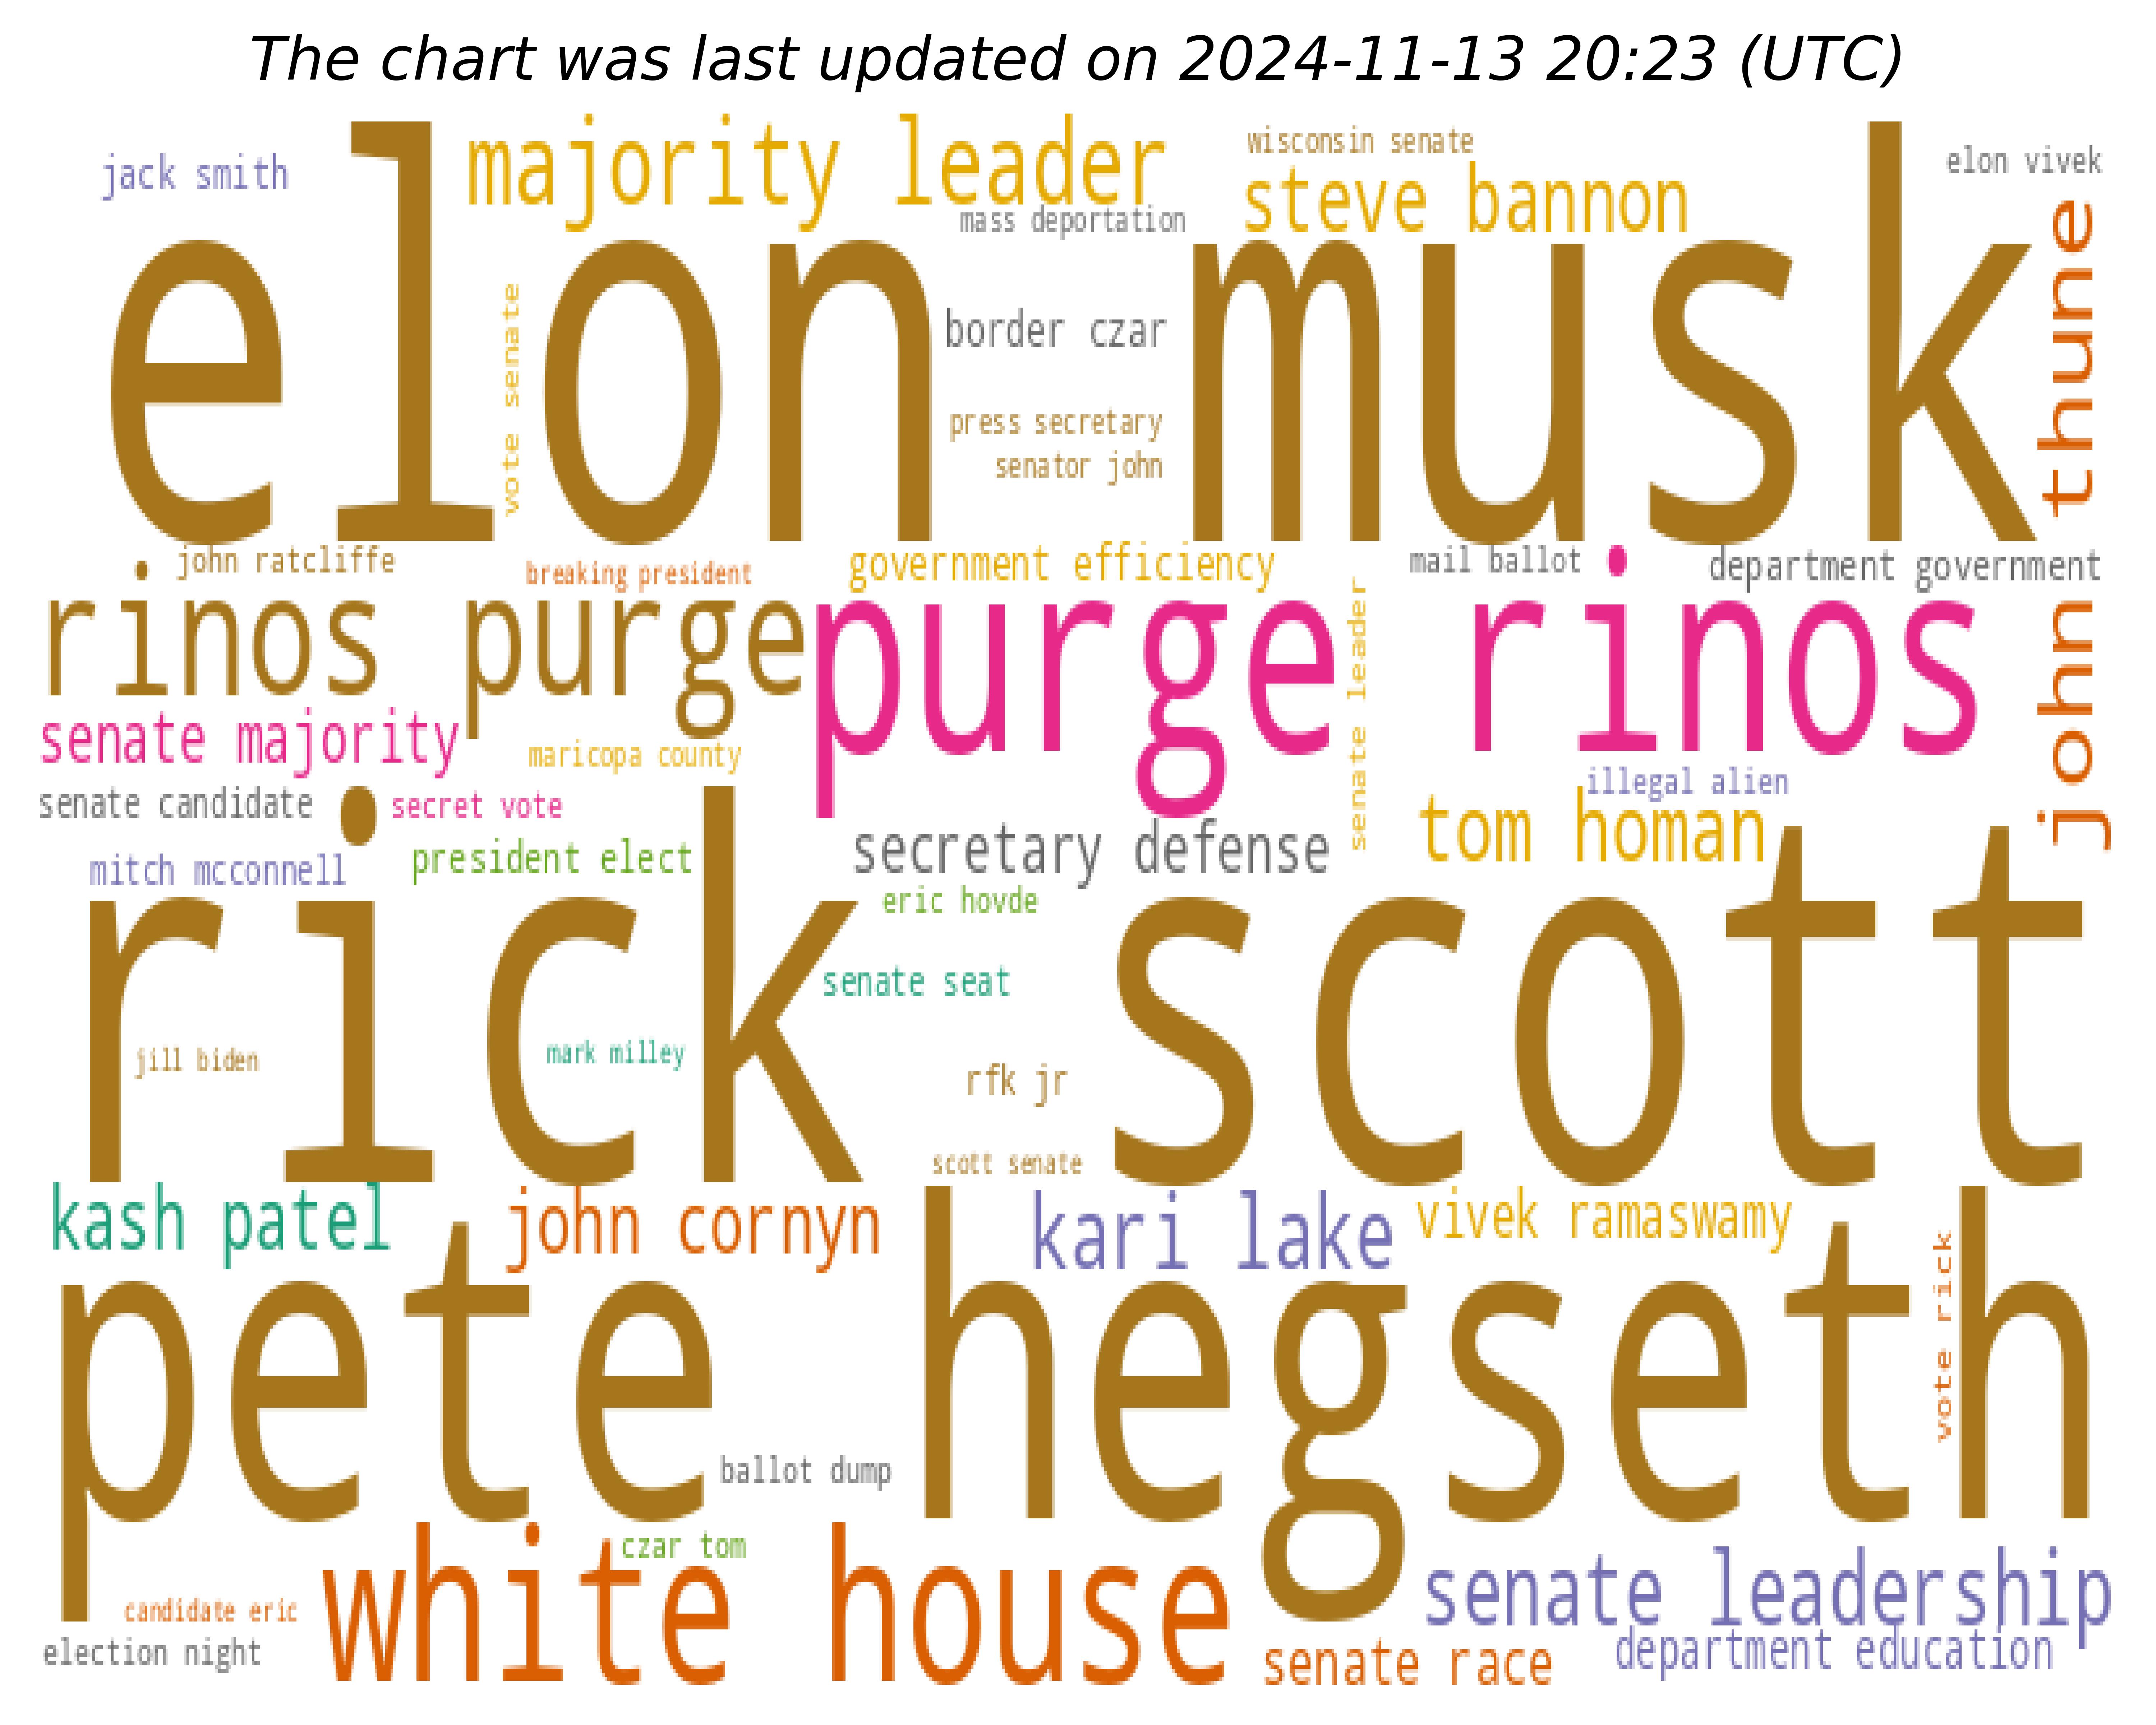 The chart was last updated on 2024-11-13 20:23 (UTC)
majority leader
wisconsin senate
jack smith
elon vivek
steve bannon
mass deportation
elon musk
john thune
vote senate
border czar
press secretary
senator john
john ratcliffe
breaking president
government efficiency
mail ballot
department government
rinos purge
purge rinos
senate leader
senate majority
maricopa county
illegal alien
senate candidate
secret vote
tom homan
mitch mcconnell
president elect
secretary defense
eric hovde
rick scott
senate seat
jill biden
mark milley
rfk jr
scott senate
kash patel
john cornyn
kari lake
vivek ramaswamy
pete hegseth
vote rick
ballot dump
czar tom
white house
senate leadership
candidate eric
election night
senate race
department education